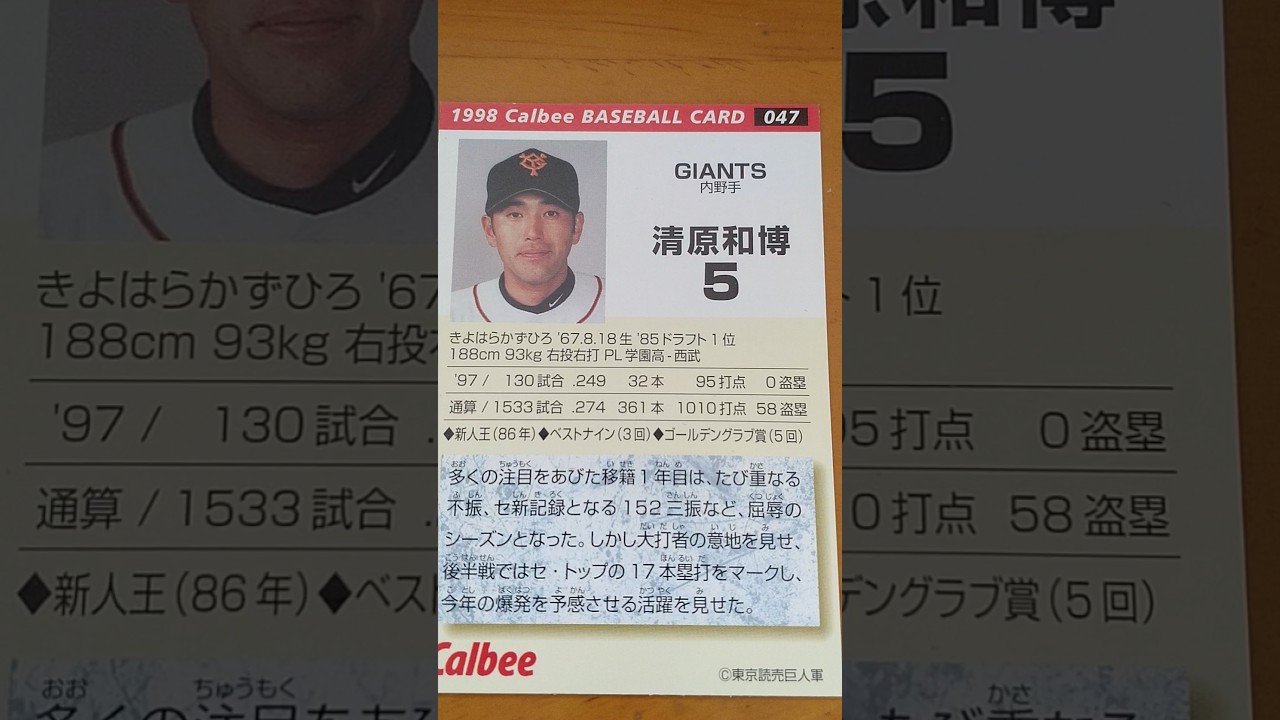 1998 Calbee BASEBALL CARD 047
GIANTS
内野手
清原和博
5
きよはらかずひろ '67.8.18生 '85ドラフト1位
188cm 93kg 右投右打 PL学園高-西武
'97 / 130試合 .249 32本 95打点 0盗塁
通算 / 1533試合 .274 361本 1010打点 58盗塁
◆新人王(86年)◆ベストナイン(3回)◆ゴールデングラブ賞(5回)
多くの注目をあびた移籍1年目は、たび重なる
不振、セ新記録となる152三振など、屈辱の
シーズンとなった。しかし大打者の意地を見せ、
後半戦ではセ・トップの17本塁打をマークし、
今年の爆発を予感させる活躍を見せた。
Calbee
©東京読売巨人軍